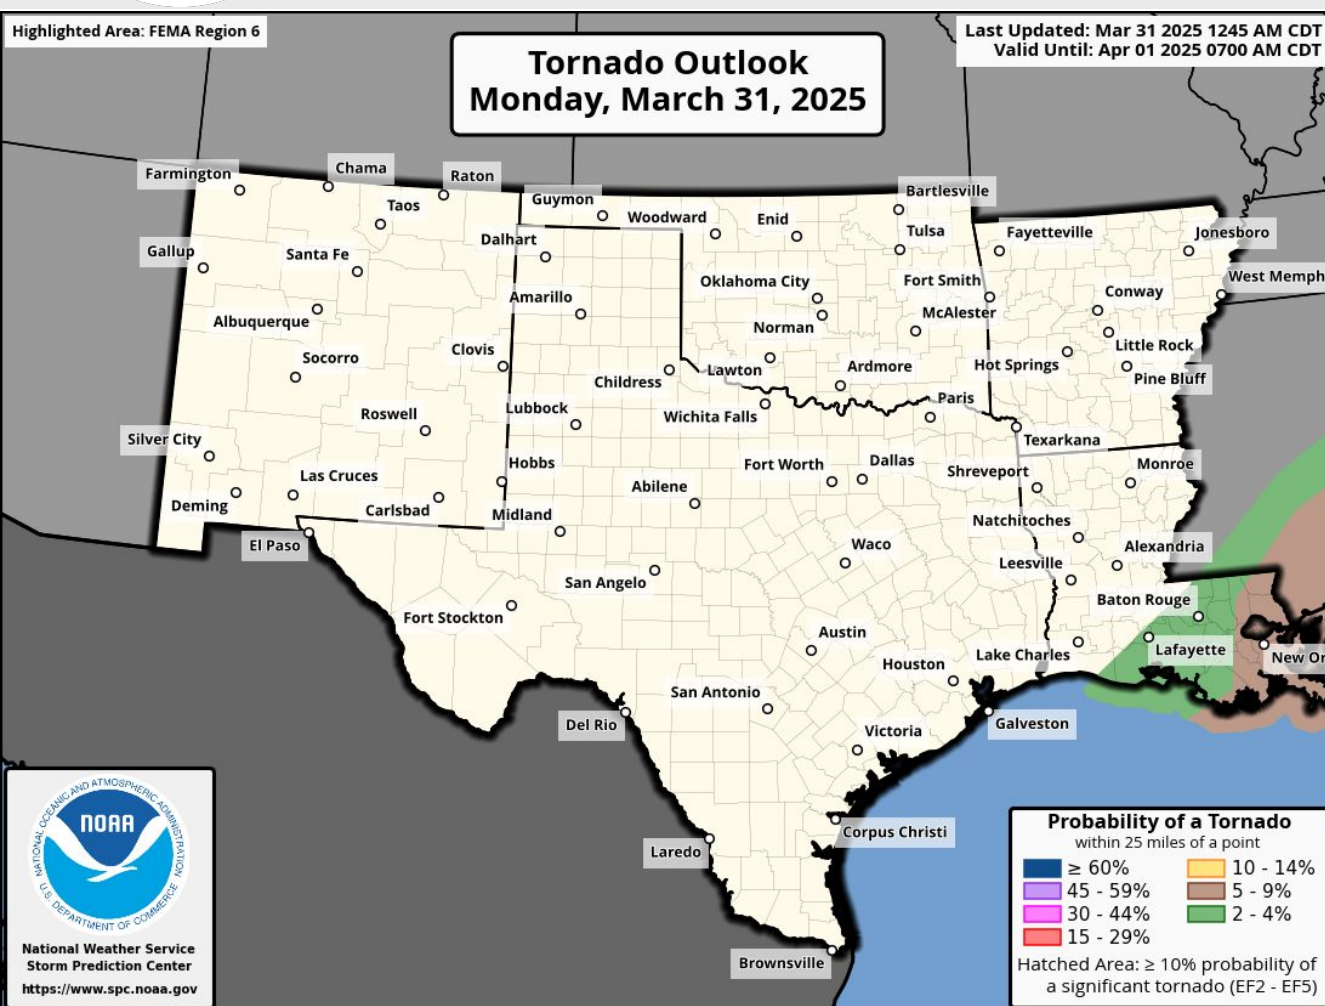 Highlighted Area: FEMA Region 6
Last Updated: Mar 31 2025 1245 AM CDT
Valid Until: Apr 01 2025 0700 AM CDT
Tornado Outlook
Monday, March 31, 2025
Farmington
Chama
Raton
Taos
Guymon
Woodward
Enid
Bartlesville
Tulsa
Fayetteville
Jonesboro
Gallup
Santa Fe
Dalhart
Oklahoma City
Fort Smith
West Memph
Conway
Amarillo
Albuquerque
Norman
McAlester
Little Rock
Socorro
Clovis
Childress
Lawton
Ardmore
Hot Springs
Pine Bluff
Roswell
Lubbock
Wichita Falls
Paris
Texarkana
Silver City
Las Cruces
Hobbs
Fort Worth
Dallas
Shreveport
Monroe
Deming
Carlsbad
Abilene
Midland
Natchitoches
El Paso
Waco
Alexandria
San Angelo
Leesville
Fort Stockton
Baton Rouge
Austin
Lafayette
Houston
Lake Charles
New Or
San Antonio
Del Rio
Galveston
Victoria
Corpus Christi
Laredo
Brownsville
NATIONAL OCEANIC AND ATMOSPHERIC ADMINISTRATION
NOAA
U.S. DEPARTMENT OF COMMERCE
National Weather Service
Storm Prediction Center
https://www.spc.noaa.gov
Probability of a Tornado
within 25 miles of a point
≥ 60%
10 - 14%
45 - 59%
5 - 9%
30 - 44%
2 - 4%
15 - 29%
Hatched Area: ≥ 10% probability of
a significant tornado (EF2 - EF5)